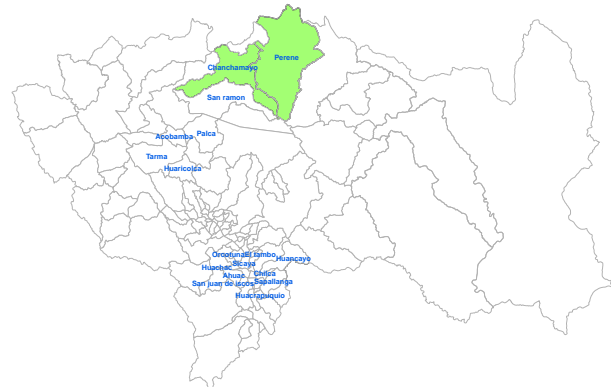 Perene
Chanchamayo
San ramon
Acobamba
Palca
Tarma
Huaricolca
Orcotuna
El tambo
Huancayo
Sicaya
Huachac
Chilca
Ahuac
San juan de iscos
Sapallanga
Huacrapuquio